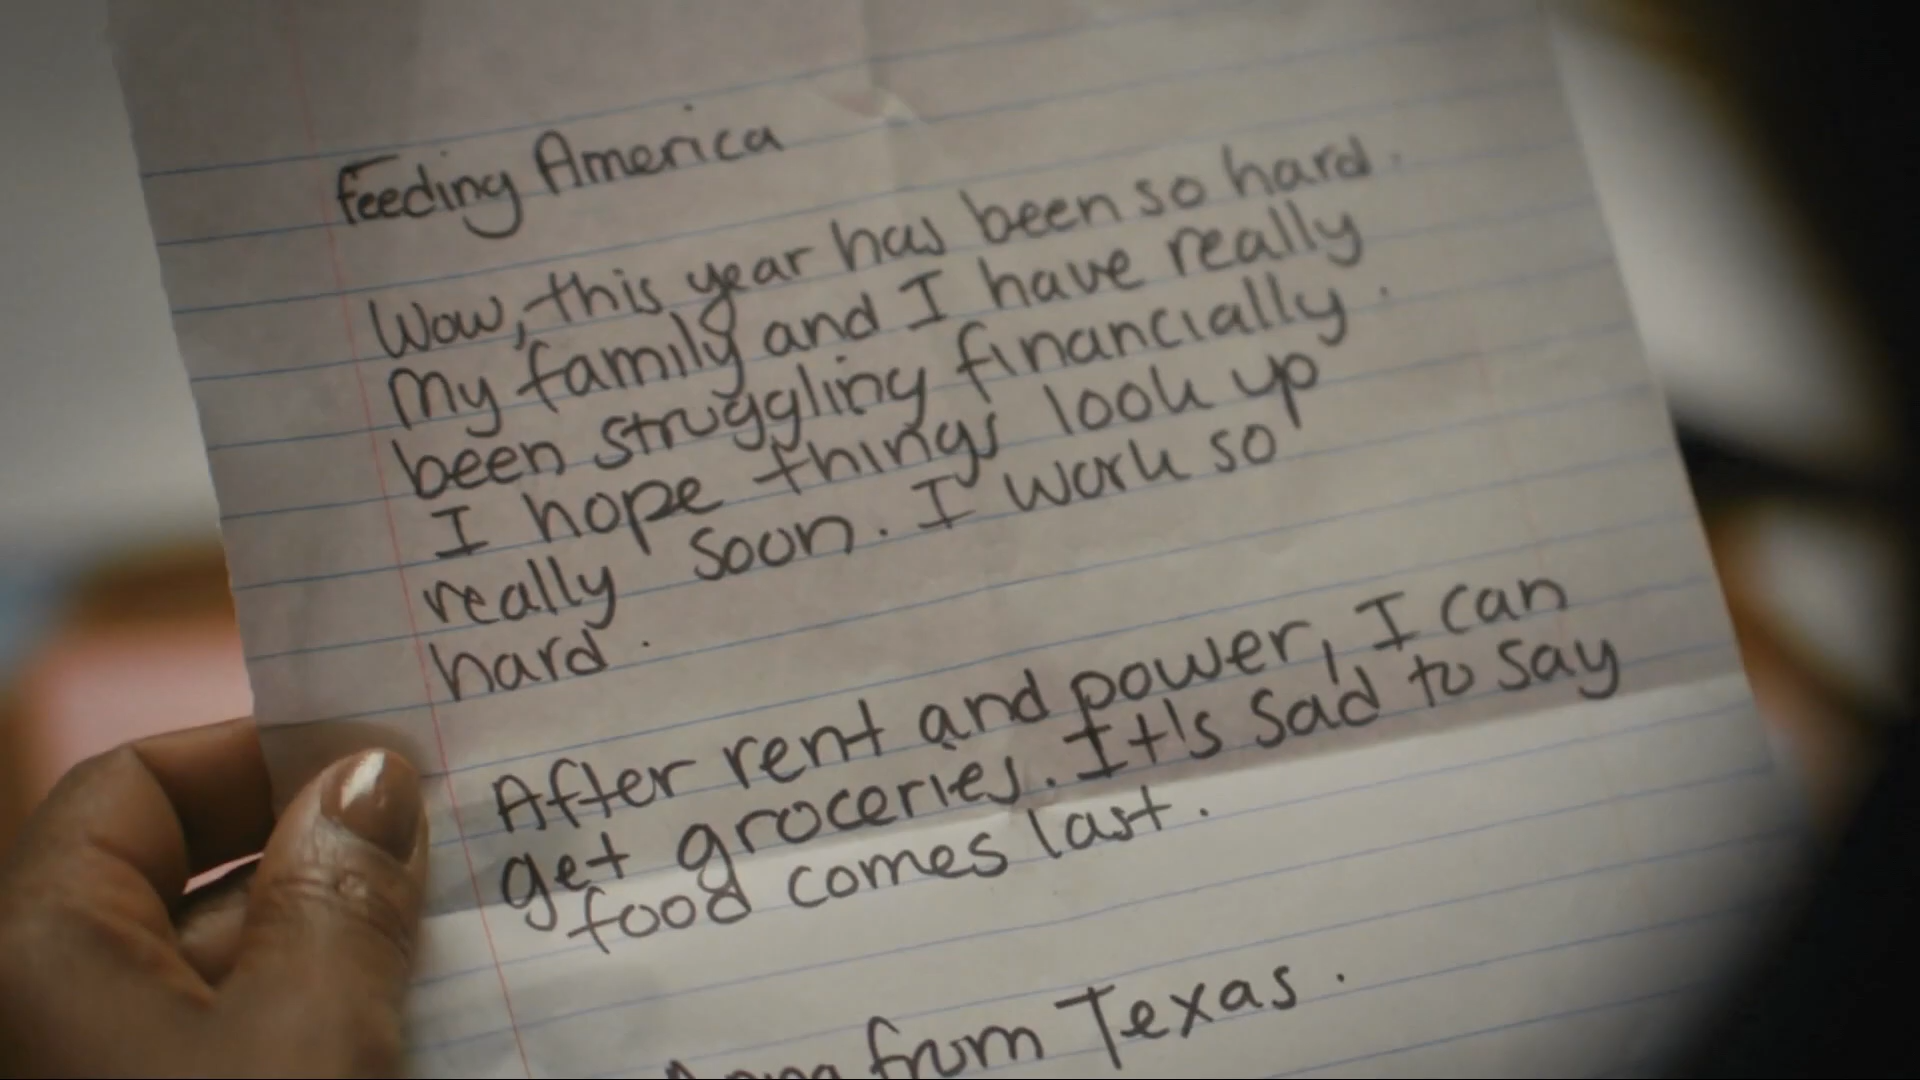 Feeding America
Wow, this year has been so hard.
My family and I have really
been struggling financially.
I hope things look up
really soon. I work so
hard.
After rent and power, I can
get groceries. It's sad to say
food comes last.
from Texas.